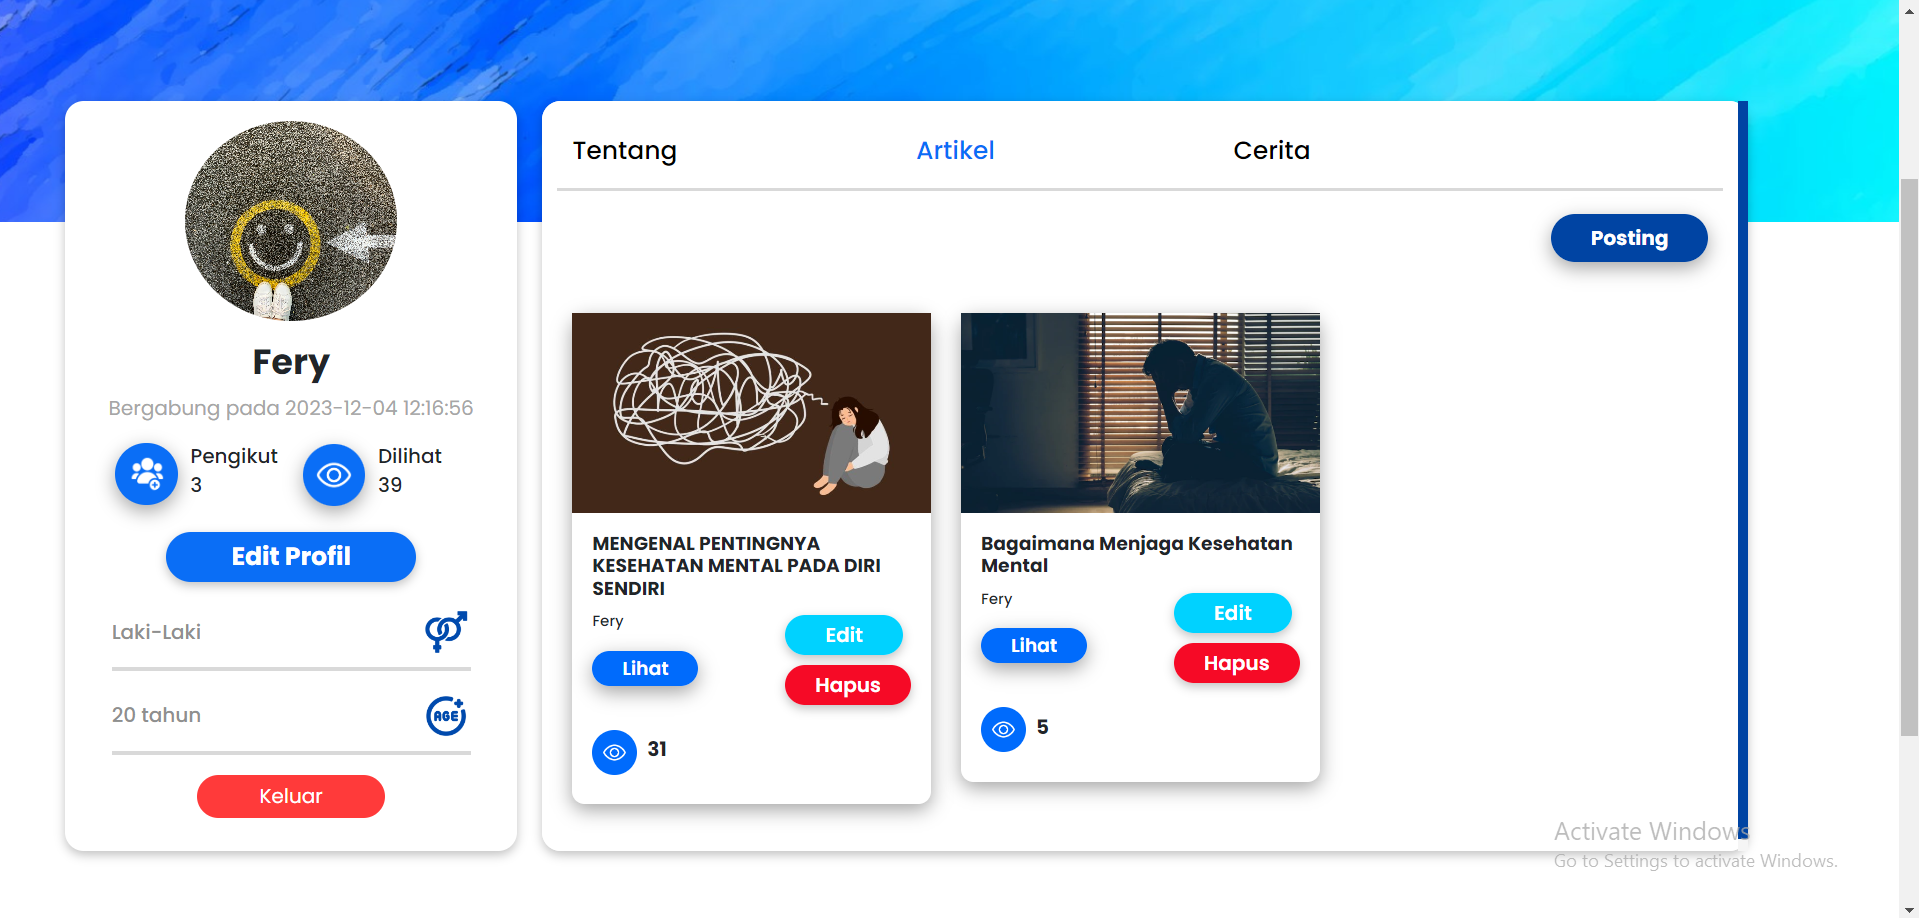 Fery
Bergabung pada 2023-12-04 12:16:56
Pengikut
3
Dilihat
39
Edit Profil
Laki-Laki
20 tahun
AGE
Keluar
Tentang
Artikel
Cerita
Posting
MENGENAL PENTINGNYA
KESEHATAN MENTAL PADA DIRI
SENDIRI
Fery
Lihat
Edit
Hapus
31
Bagaimana Menjaga Kesehatan
Mental
Fery
Lihat
Edit
Hapus
5
Activate Windows
Go to Settings to activate Windows.